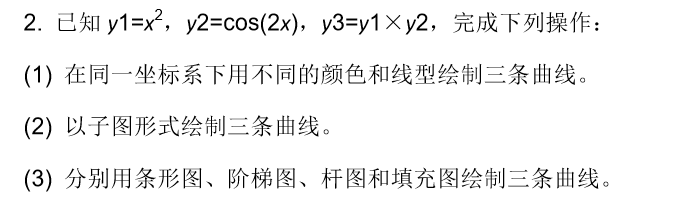 2. 已知 y1=x²，y2=cos(2x)，y3=y1×y2，完成下列操作：
(1) 在同一坐标系下用不同的颜色和线型绘制三条曲线。
(2) 以子图形式绘制三条曲线。
(3) 分别用条形图、阶梯图、杆图和填充图绘制三条曲线。